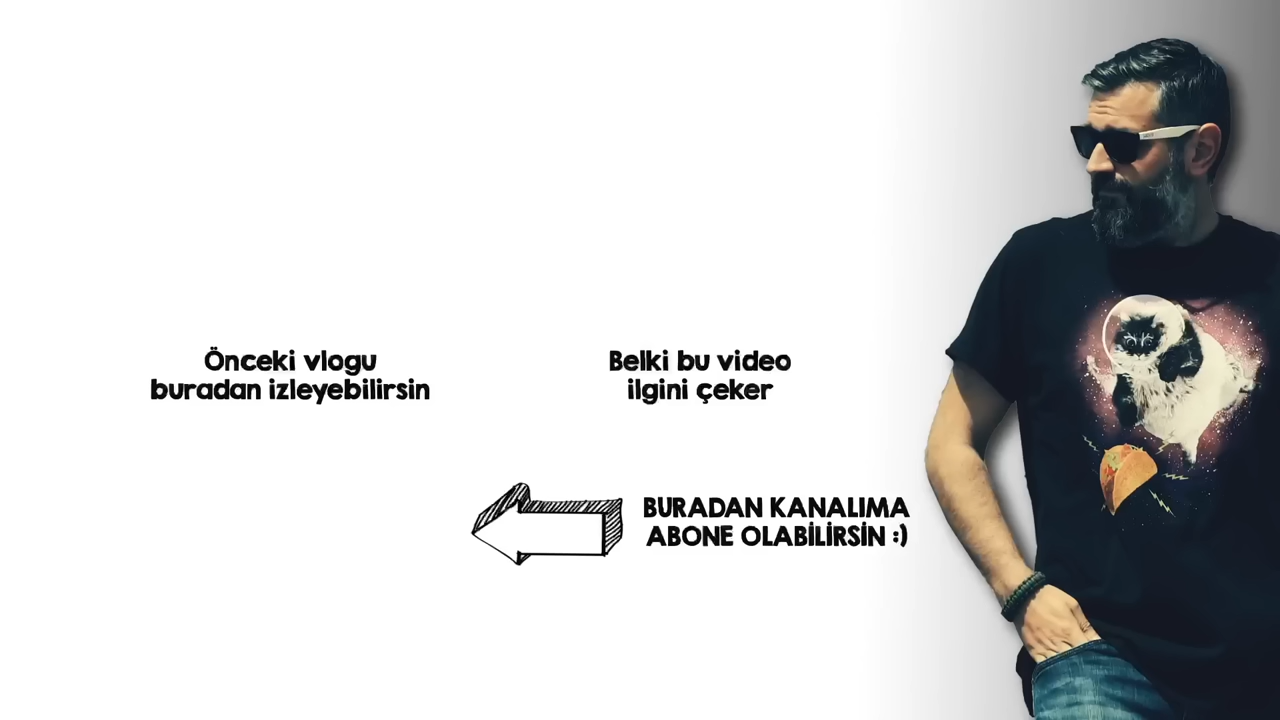 Önceki vlogu
buradan izleyebilirsin
Belki bu video
ilgini çeker
BURADAN KANALIMA
ABONE OLABİLİRSİN :)